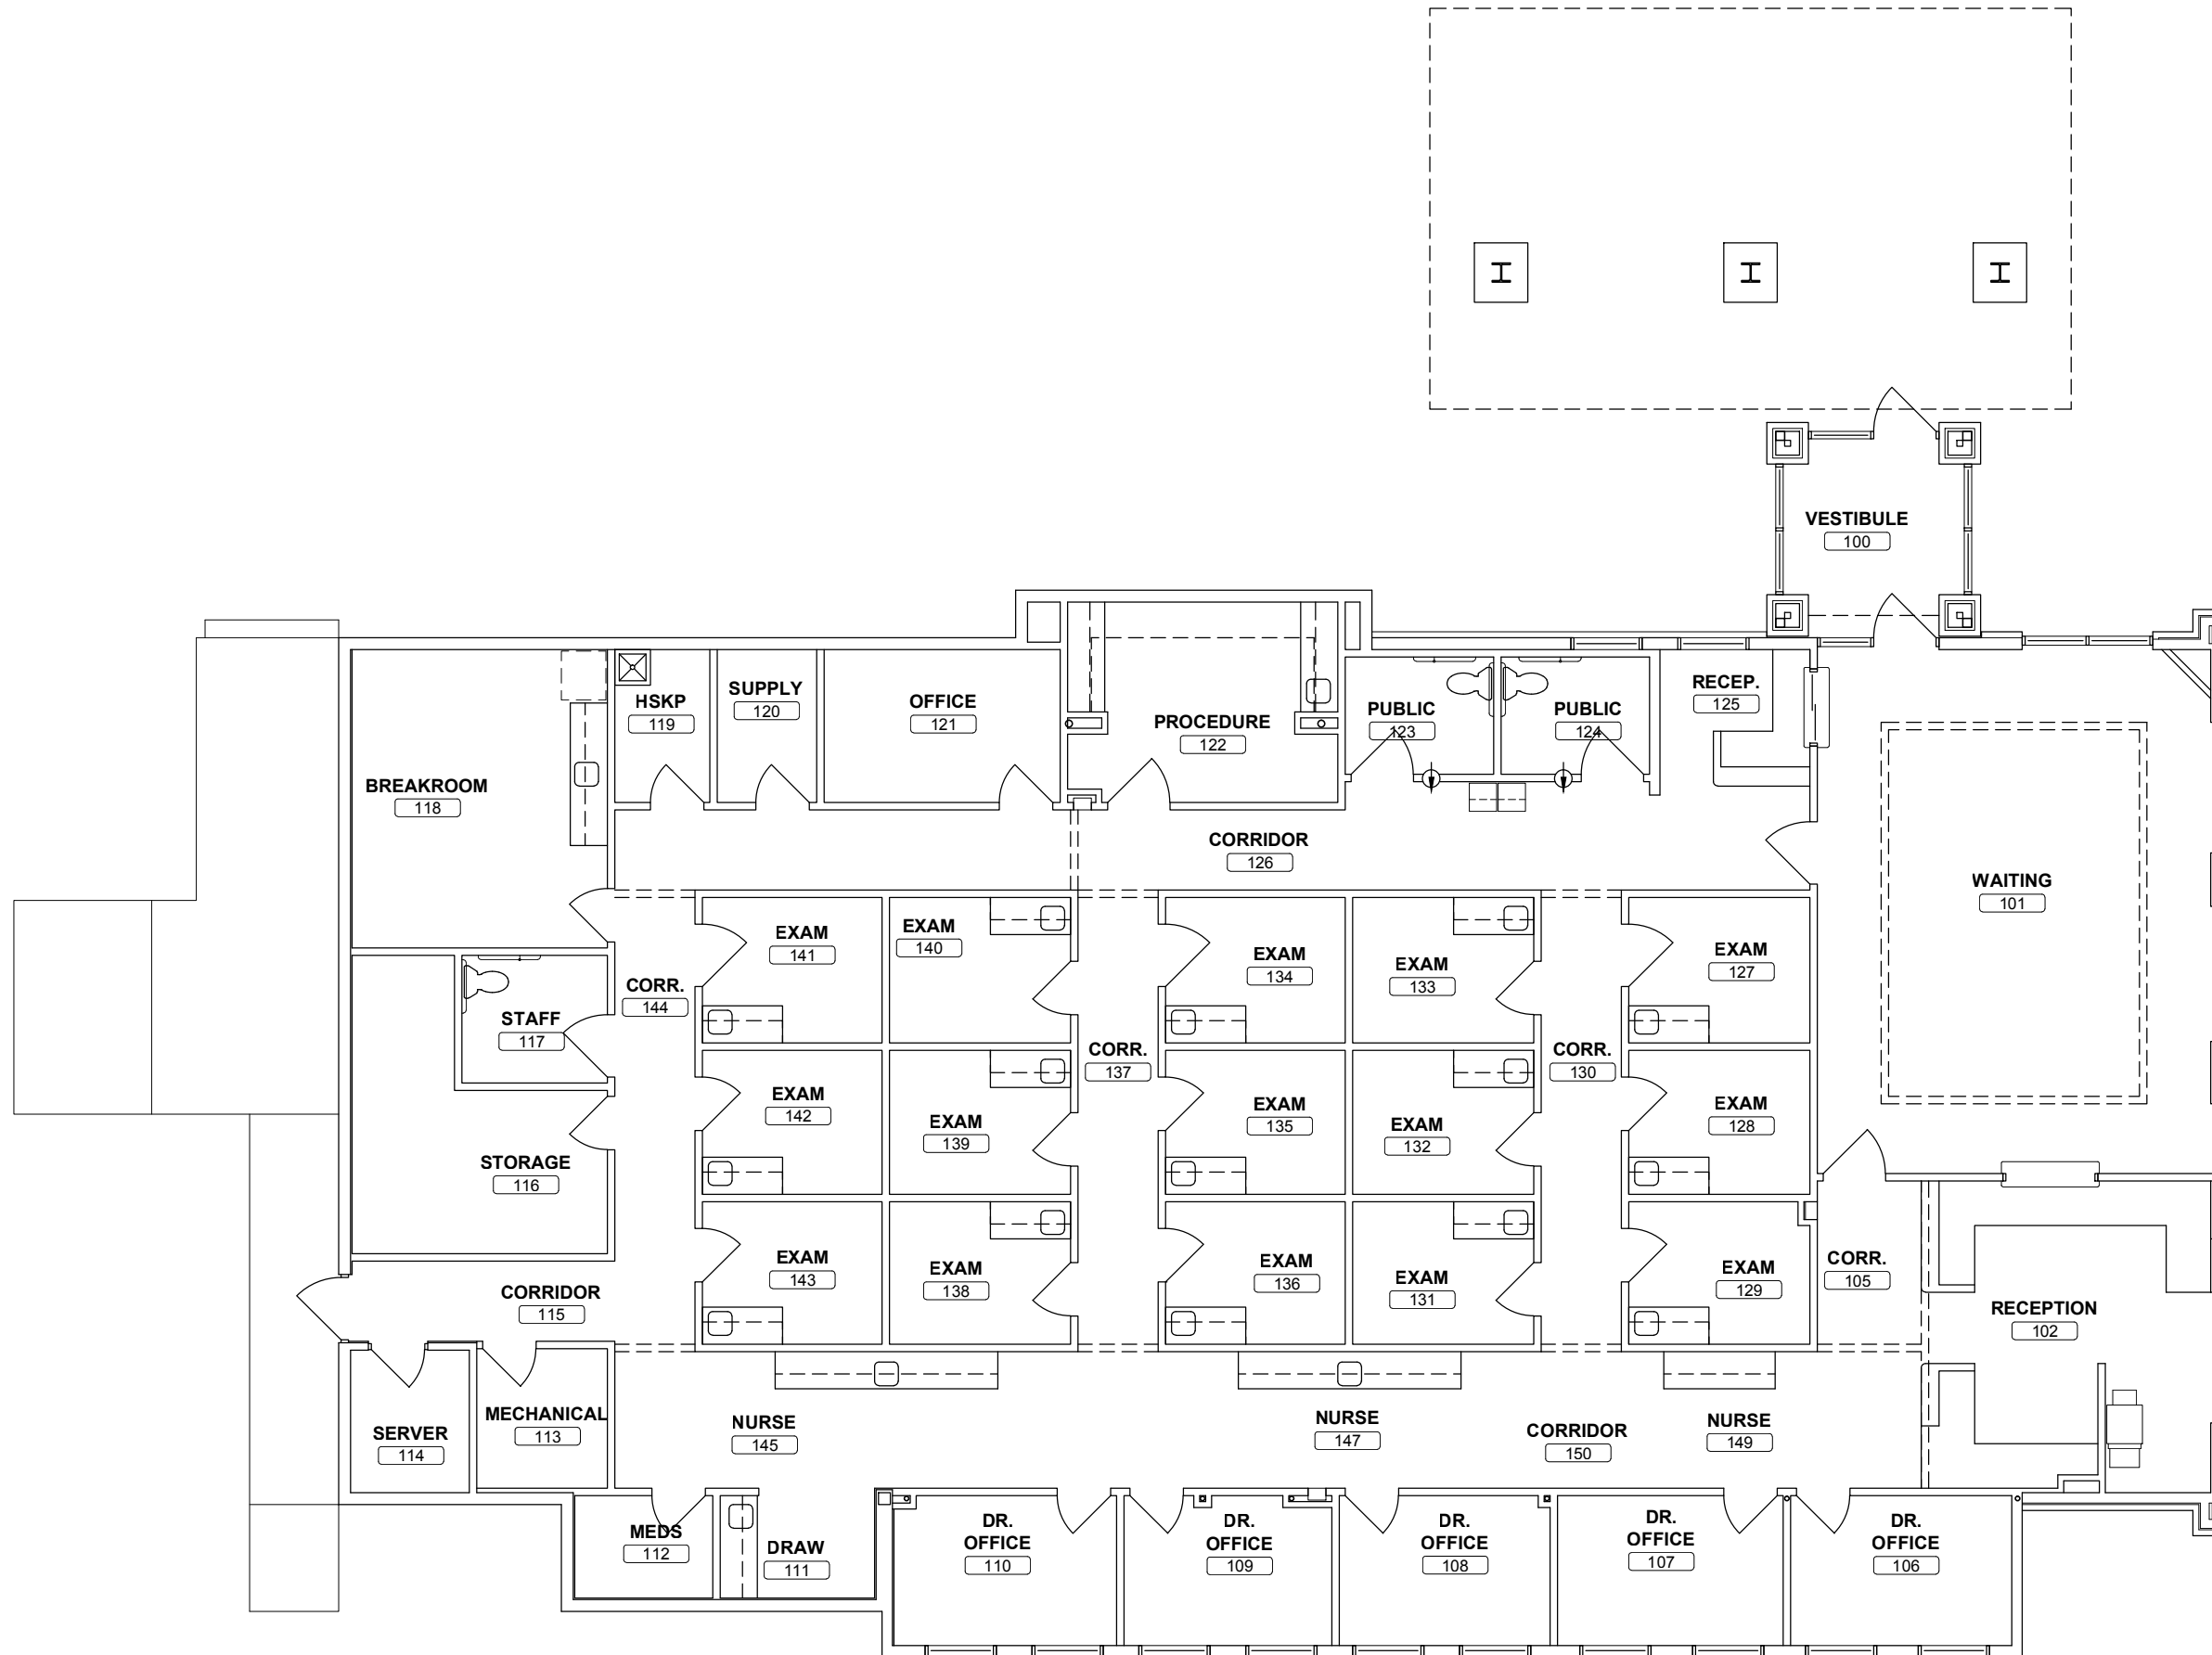 VESTIBULE
100
HSKP
119
SUPPLY
120
OFFICE
121
PROCEDURE
122
PUBLIC
123
PUBLIC
124
RECEP.
125
BREAKROOM
118
CORRIDOR
126
WAITING
101
EXAM
141
EXAM
140
EXAM
134
EXAM
133
EXAM
127
STAFF
117
CORR.
144
CORR.
137
CORR.
130
EXAM
142
EXAM
139
EXAM
135
EXAM
132
EXAM
128
STORAGE
116
EXAM
143
EXAM
138
EXAM
136
EXAM
131
EXAM
129
CORR.
105
CORRIDOR
115
RECEPTION
102
SERVER
114
MECHANICAL
113
NURSE
145
NURSE
147
CORRIDOR
150
NURSE
149
MEDS
112
DRAW
111
DR.
OFFICE
110
DR.
OFFICE
109
DR.
OFFICE
108
DR.
OFFICE
107
DR.
OFFICE
106